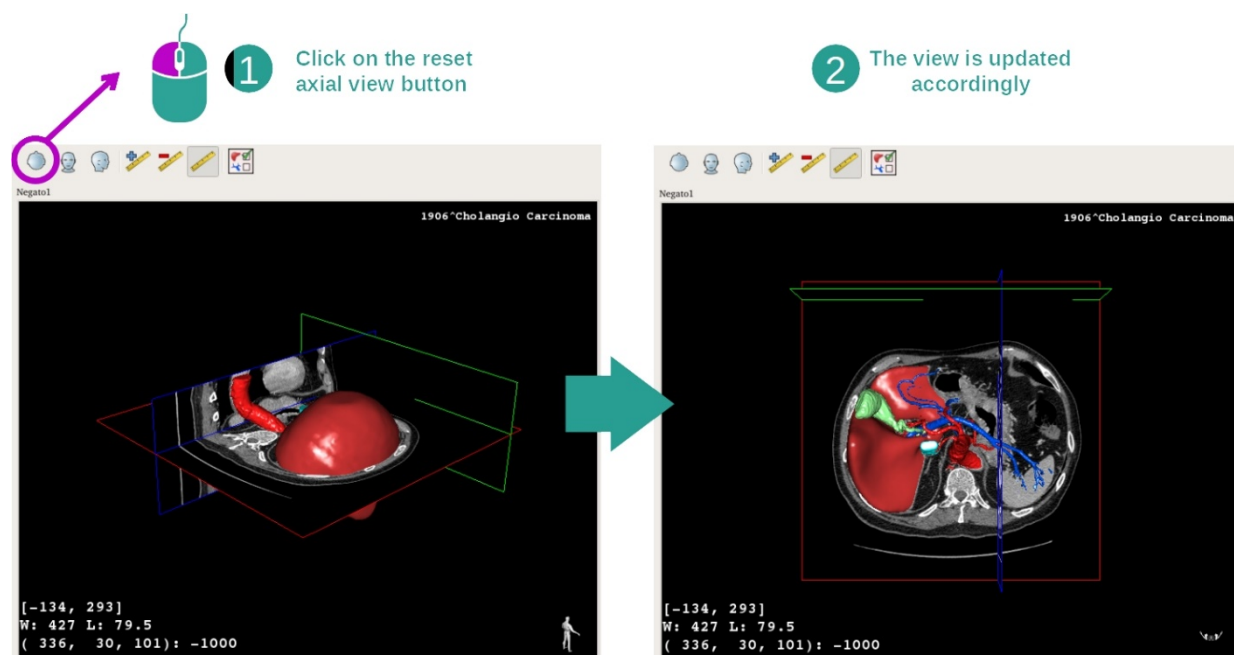 1
Click on the reset
axial view button
2
The view is updated
accordingly
Negato1
1906^Cholangio Carcinoma
[-134, 293]
W: 427 L: 79.5
( 336,  30, 101): -1000
Negato1
1906^Cholangio Carcinoma
[-134, 293]
W: 427 L: 79.5
( 336,  30, 101): -1000